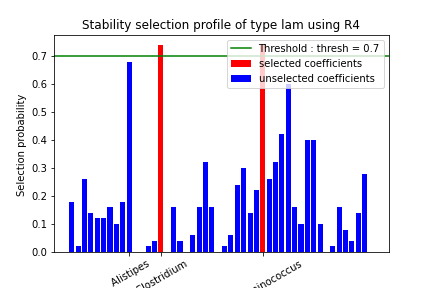 Stability selection profile of type lam using R4
Threshold : thresh = 0.7
selected coefficients
unselected coefficients
Selection probability
0.7
0.6
0.5
0.4
0.3
0.2
0.1
0.0
Alistipes
Clostridium